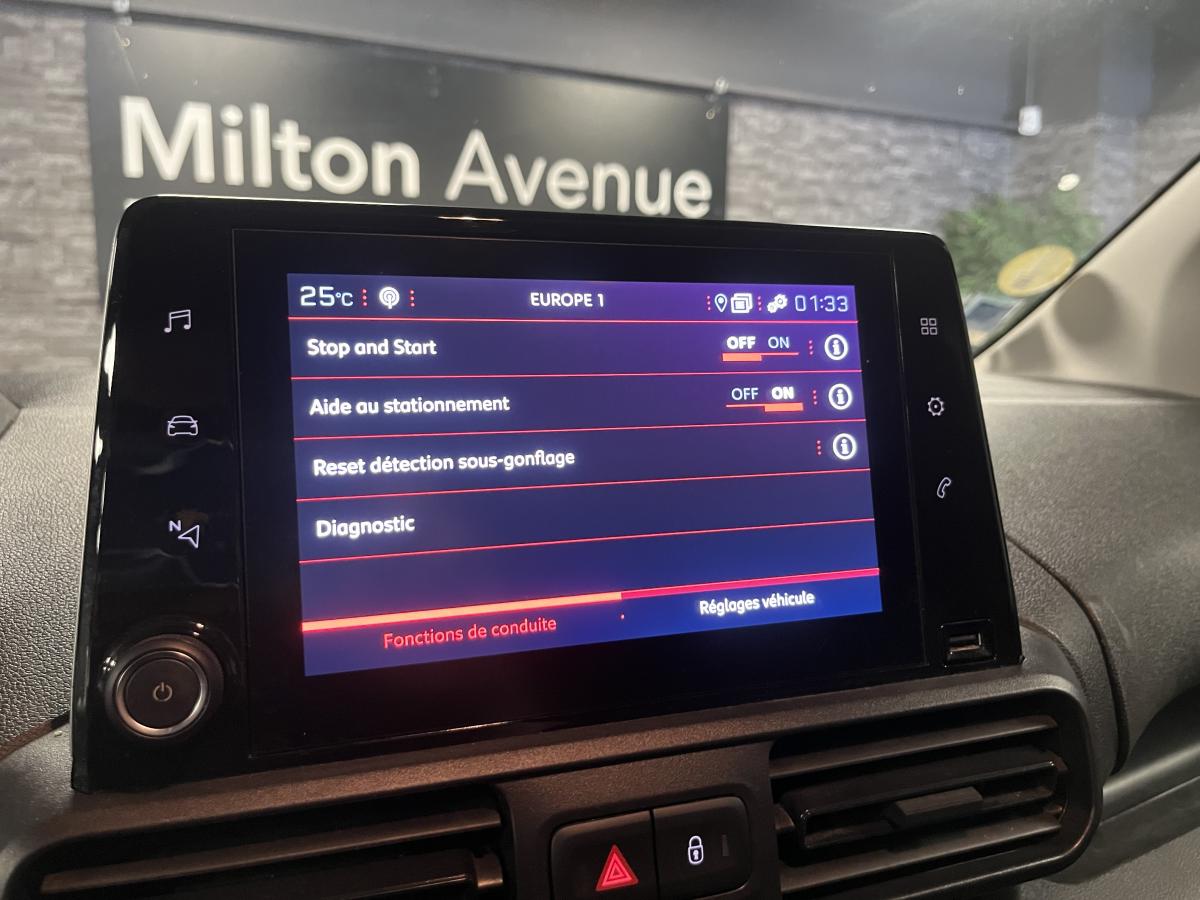 Milton Avenue
25°C EUROPE 1 01:33
Stop and Start OFF ON
Aide au stationnement OFF ON
Reset détection sous-gonflage
Diagnostic
Fonctions de conduite Réglages véhicule
N